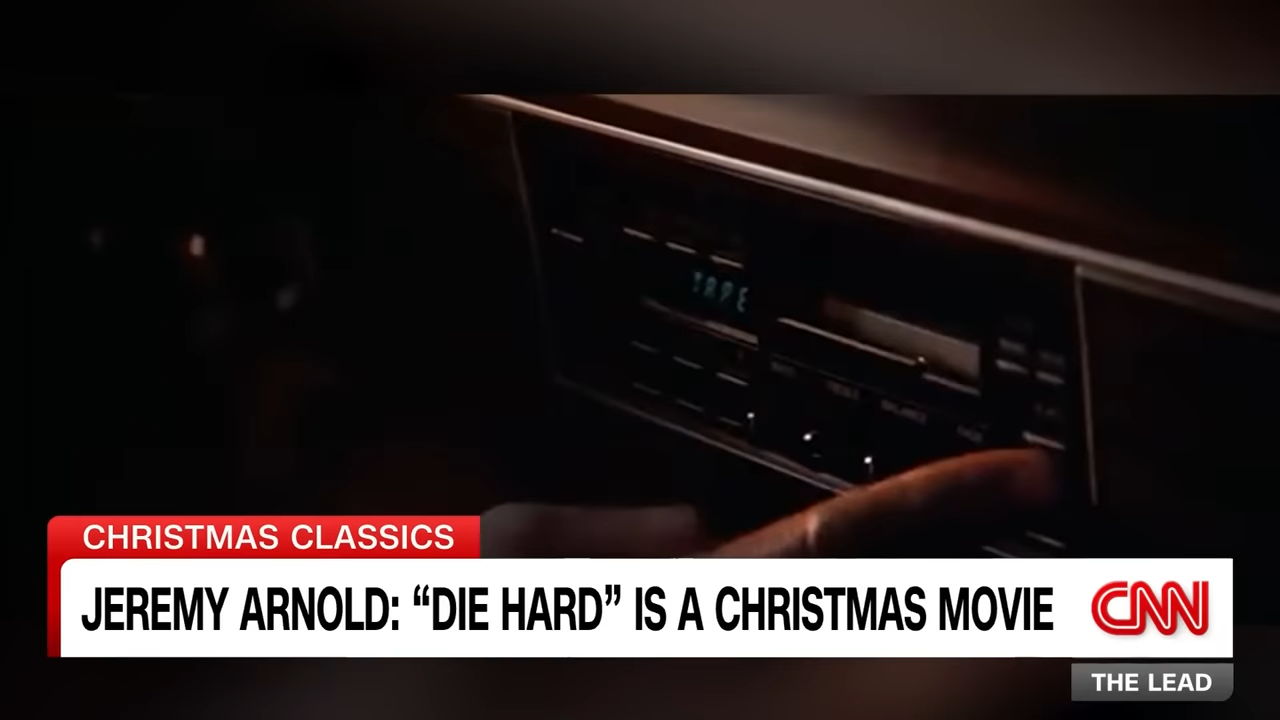 TAPE
CHRISTMAS CLASSICS
JEREMY ARNOLD: “DIE HARD” IS A CHRISTMAS MOVIE
CNN
THE LEAD